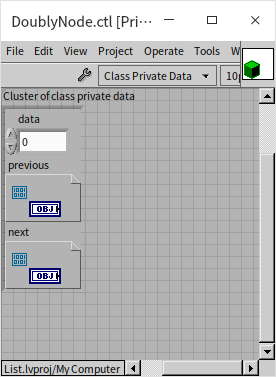 DoublyNode.ctl [Pri···
File Edit View Project Operate Tools W
Class Private Data 10
Cluster of class private data
data
0
previous
OBJ
next
OBJ
List.lvproj/My Computer